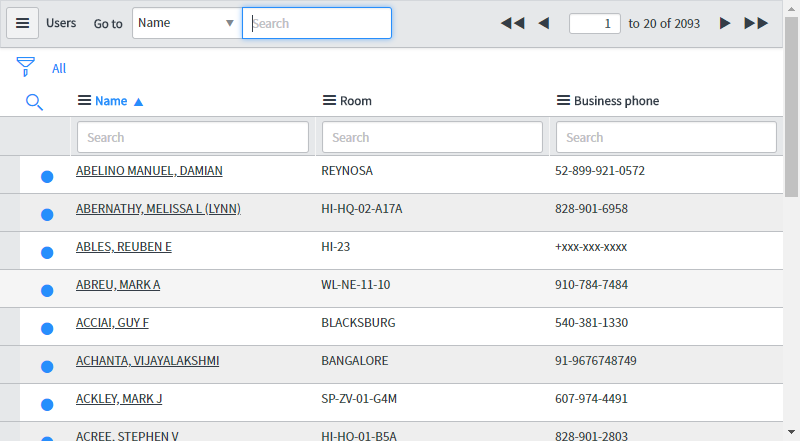 Users Go to Name Search 1 to 20 of 2093
All
Name Room Business phone
Search Search Search
ABELINO MANUEL, DAMIAN REYNOSA 52-899-921-0572
ABERNATHY, MELISSA L (LYNN) HI-HQ-02-A17A 828-901-6958
ABLES, REUBEN E HI-23 +xxx-xxx-xxxx
ABREU, MARK A WL-NE-11-10 910-784-7484
ACCIAI, GUY F BLACKSBURG 540-381-1330
ACHANTA, VIJAYALAKSHMI BANGALORE 91-9676748749
ACKLEY, MARK J SP-ZV-01-G4M 607-974-4491
ACREE, STEPHEN V HI-HQ-01-B5A 828-901-2803